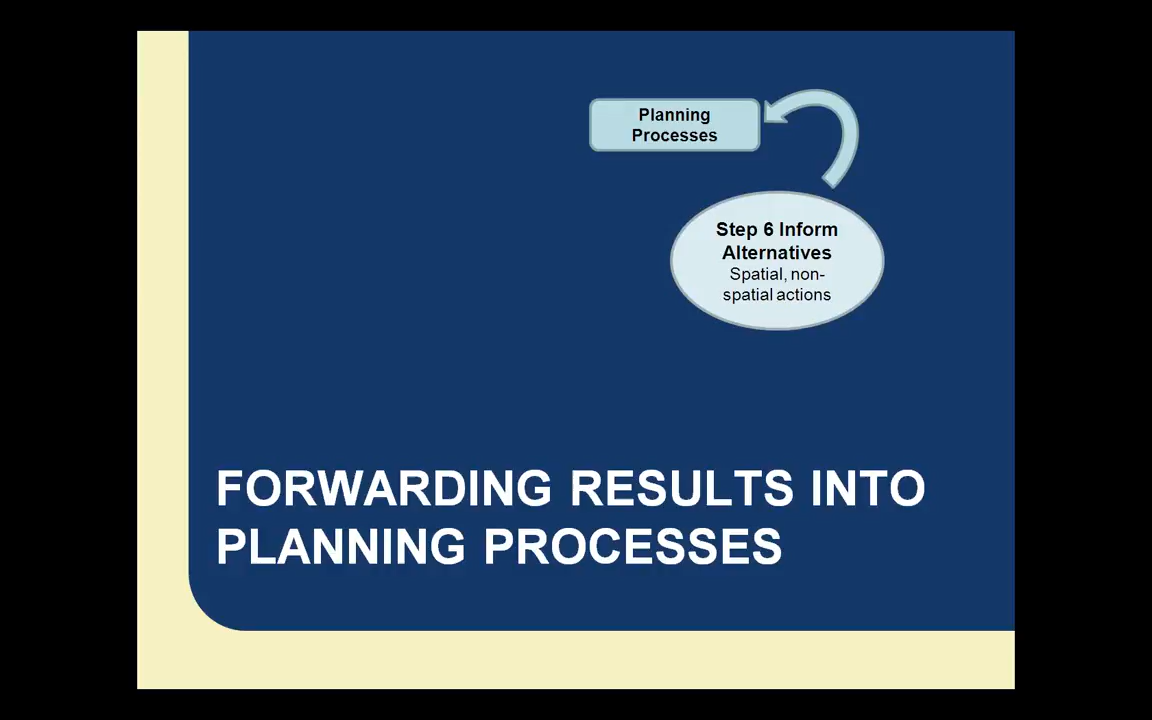 Planning
Processes
Step 6 Inform
Alternatives
Spatial, non-
spatial actions
FORWARDING RESULTS INTO
PLANNING PROCESSES